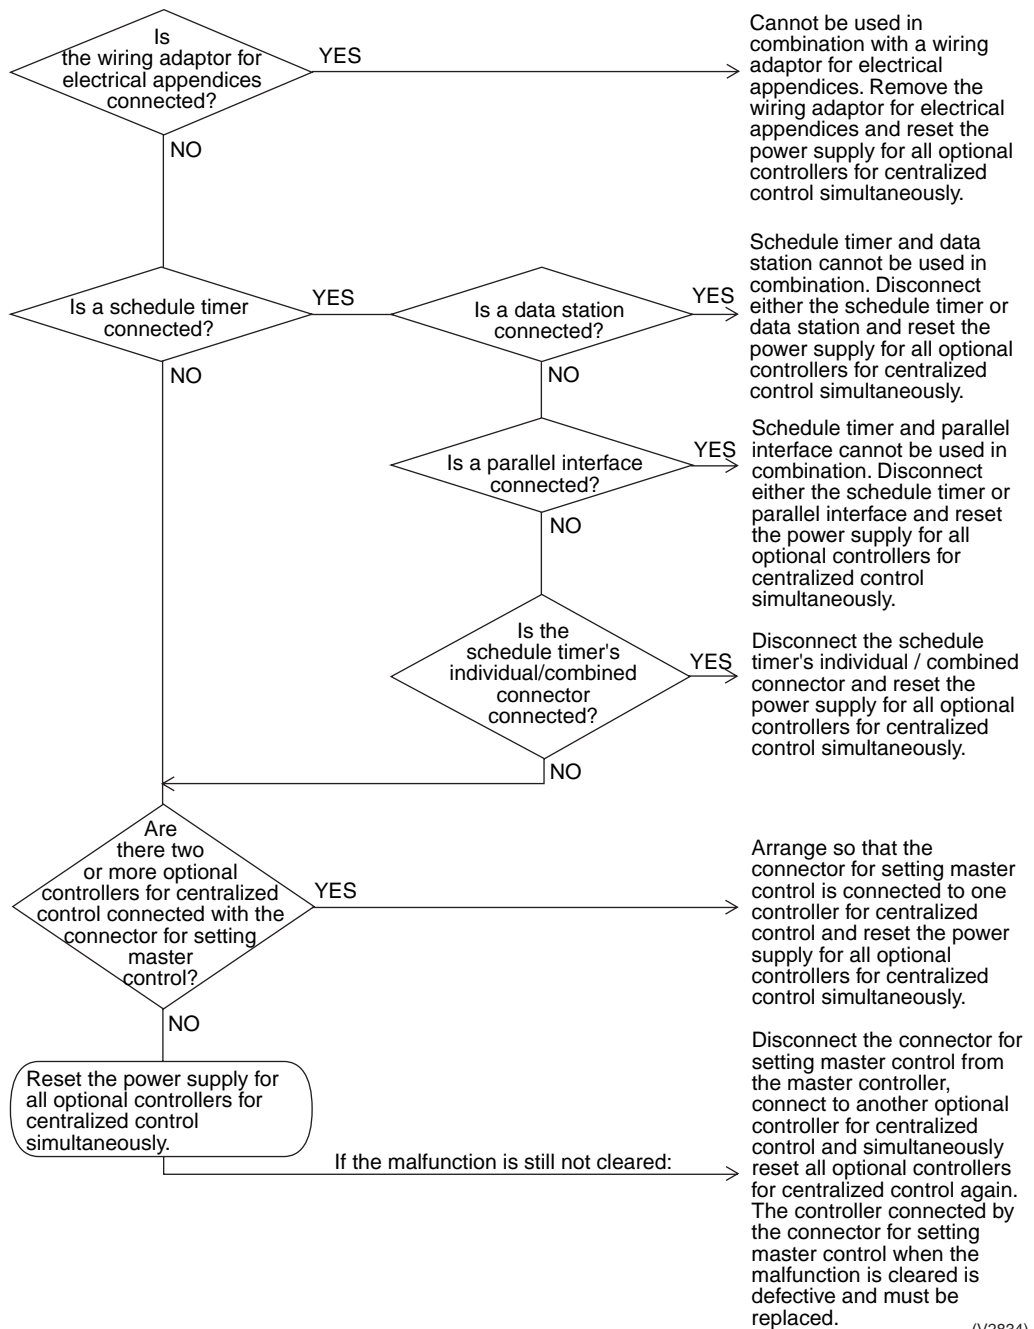 Is
the wiring adaptor for
electrical appendices
connected?
YES
Cannot be used in
combination with a wiring
adaptor for electrical
appendices. Remove the
wiring adaptor for electrical
appendices and reset the
power supply for all optional
controllers for centralized
control simultaneously.
NO
Is a schedule timer
connected?
YES
Is a data station
connected?
YES
Schedule timer and data
station cannot be used in
combination. Disconnect
either the schedule timer or
data station and reset the
power supply for all optional
controllers for centralized
control simultaneously.
NO
NO
Is a parallel interface
connected?
YES
Schedule timer and parallel
interface cannot be used in
combination. Disconnect
either the schedule timer or
parallel interface and reset
the power supply for all
optional controllers for
centralized control
simultaneously.
NO
Is the
schedule timer's
individual/combined
connector
connected?
YES
Disconnect the schedule
timer's individual / combined
connector and reset the
power supply for all optional
controllers for centralized
control simultaneously.
NO
Are
there two
or more optional
controllers for centralized
control connected with the
connector for setting
master
control?
YES
Arrange so that the
connector for setting master
control is connected to one
controller for centralized
control and reset the power
supply for all optional
controllers for centralized
control simultaneously.
NO
Reset the power supply for
all optional controllers for
centralized control
simultaneously.
If the malfunction is still not cleared:
Disconnect the connector for
setting master control from
the master controller,
connect to another optional
controller for centralized
control and simultaneously
reset all optional controllers
for centralized control again.
The controller connected by
the connector for setting
master control when the
malfunction is cleared is
defective and must be
replaced.
(V2834)